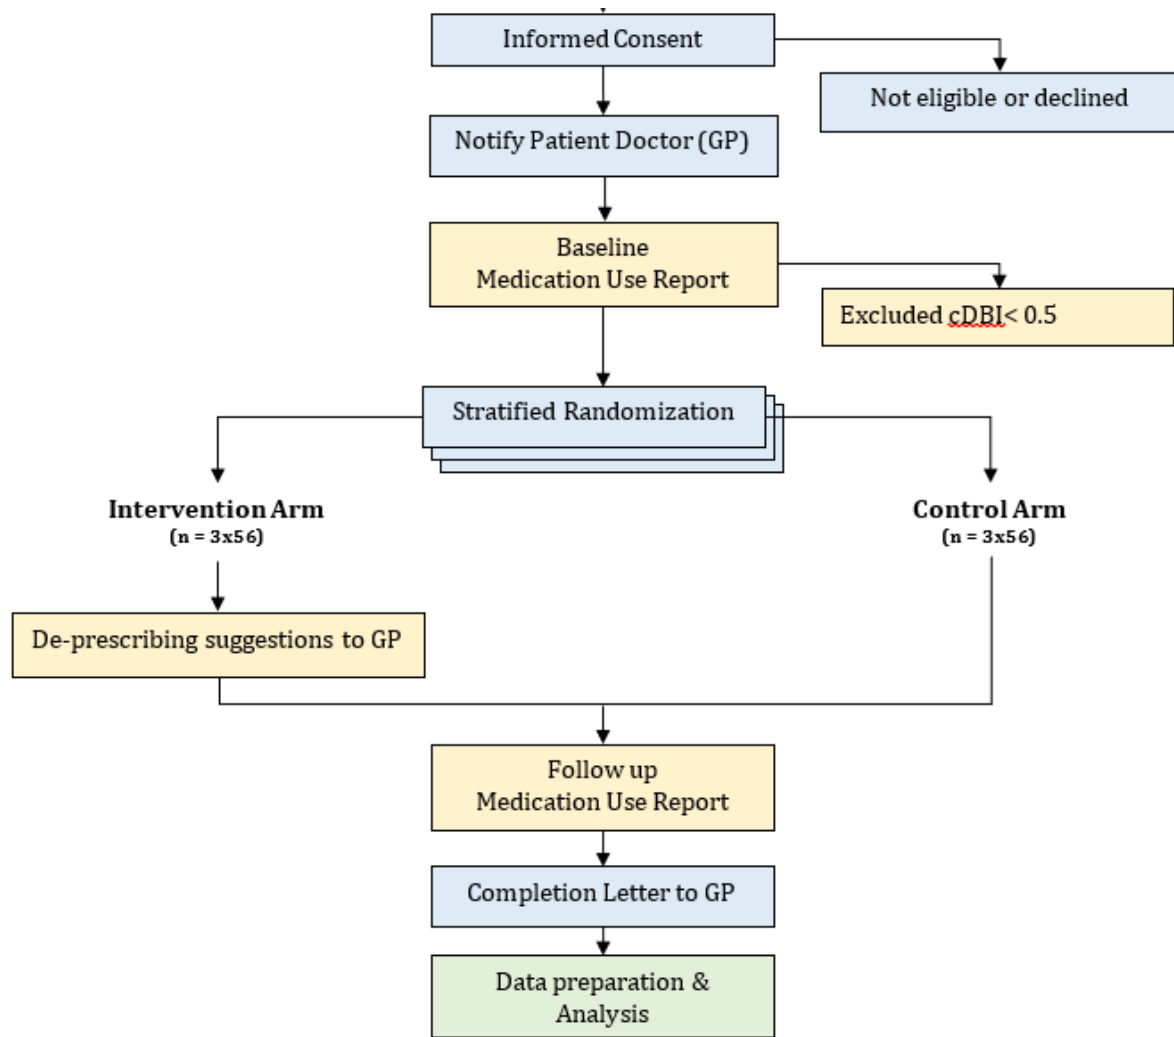 Informed Consent
Not eligible or declined
Notify Patient Doctor (GP)
Baseline
Medication Use Report
Excluded cDBI< 0.5
Stratified Randomization
Intervention Arm
(n = 3x56)
Control Arm
(n = 3x56)
De-prescribing suggestions to GP
Follow up
Medication Use Report
Completion Letter to GP
Data preparation &
Analysis